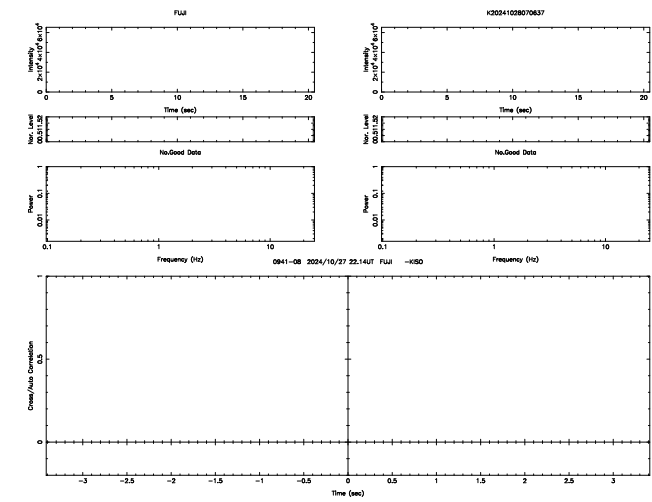 FUJI
K20241028070637
Intensity
2×10⁴ 4×10⁴ 6×10⁴
0
0 5 10 15 20
Time (sec)
Intensity
2×10⁴ 4×10⁴ 6×10⁴
0
0 5 10 15 20
Time (sec)
Nor. Level
00.511.52
Nor. Level
00.511.52
No.Good Data
No.Good Data
Power
1
0.1
0.01
0.1 1 10
Frequency (Hz)
Power
1
0.1
0.01
0.1 1 10
Frequency (Hz)
0941-08 2024/10/27 22.14UT FUJI -KISO
Cross/Auto Correlation
1
0.5
0
-3 -2.5 -2 -1.5 -1 -0.5 0 0.5 1 1.5 2 2.5 3
Time (sec)